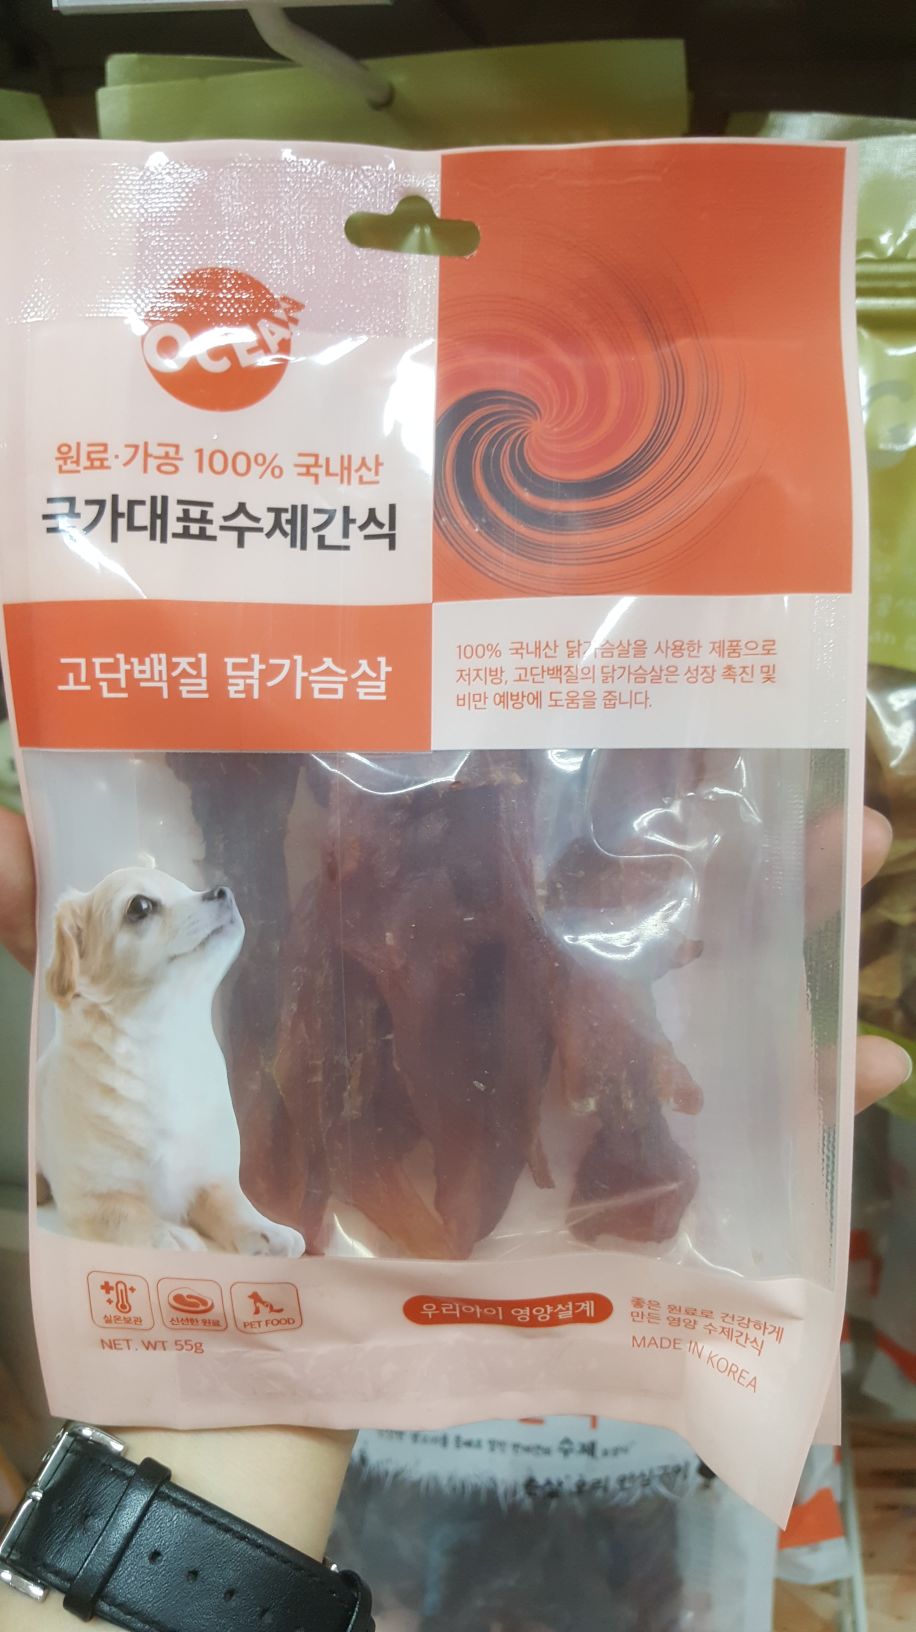 OCEAN
원료·가공 100% 국내산
국가대표수제간식
고단백질 닭가슴살
100% 국내산 닭가슴살을 사용한 제품으로
저지방, 고단백질의 닭가슴살은 성장 촉진 및
비만 예방에 도움을 줍니다.
실온보관
신선한 원료
PET FOOD
NET. WT 55g
우리아이 영양설계
좋은 원료로 건강하게
만든 영양 수제간식
MADE IN KOREA
수제